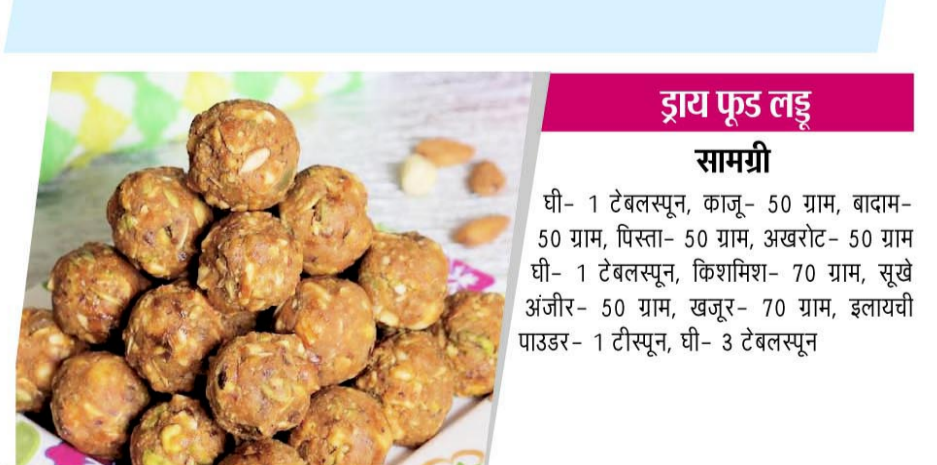 ड्राय फूड लड्डू
सामग्री
घी- 1 टेबलस्पून, काजू- 50 ग्राम, बादाम-
50 ग्राम, पिस्ता- 50 ग्राम, अखरोट- 50 ग्राम
घी- 1 टेबलस्पून, किशमिश- 70 ग्राम, सूखे
अंजीर- 50 ग्राम, खजूर- 70 ग्राम, इलायची
पाउडर- 1 टीस्पून, घी- 3 टेबलस्पून